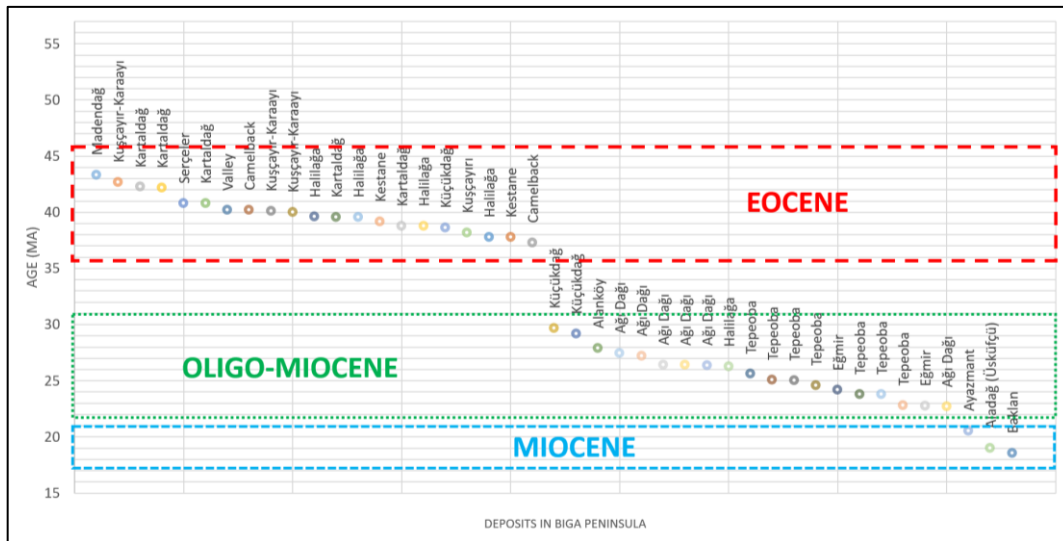 55
50
45
40
35
30
25
20
15
AGE (MA)
Madendağ
Kuşçayır-Karaayı
Kartaldağ
Kartaldağ
Serçeler
Kartaldağ
Valley
Camelback
Kuşçayır-Karaayı
Kuşçayır-Karaayı
Halilağa
Kartaldağ
Halilağa
Kestane
Kartaldağ
Halilağa
Küçükdağ
Kuşçayırı
Halilağa
Kestane
Camelback
Küçükdağ
Küçükdağ
Alanköy
Ağı Dağı
Ağı Dağı
Ağı Dağı
Ağı Dağı
Ağı Dağı
Halilağa
Tepeoba
Tepeoba
Tepeoba
Tepeoba
Eğmir
Tepeoba
Tepeoba
Tepeoba
Eğmir
Ağı Dağı
Ayazmant
Aladağ (Üsküfçü)
Baklan
EOCENE
OLIGO-MIOCENE
MIOCENE
DEPOSITS IN BIGA PENINSULA